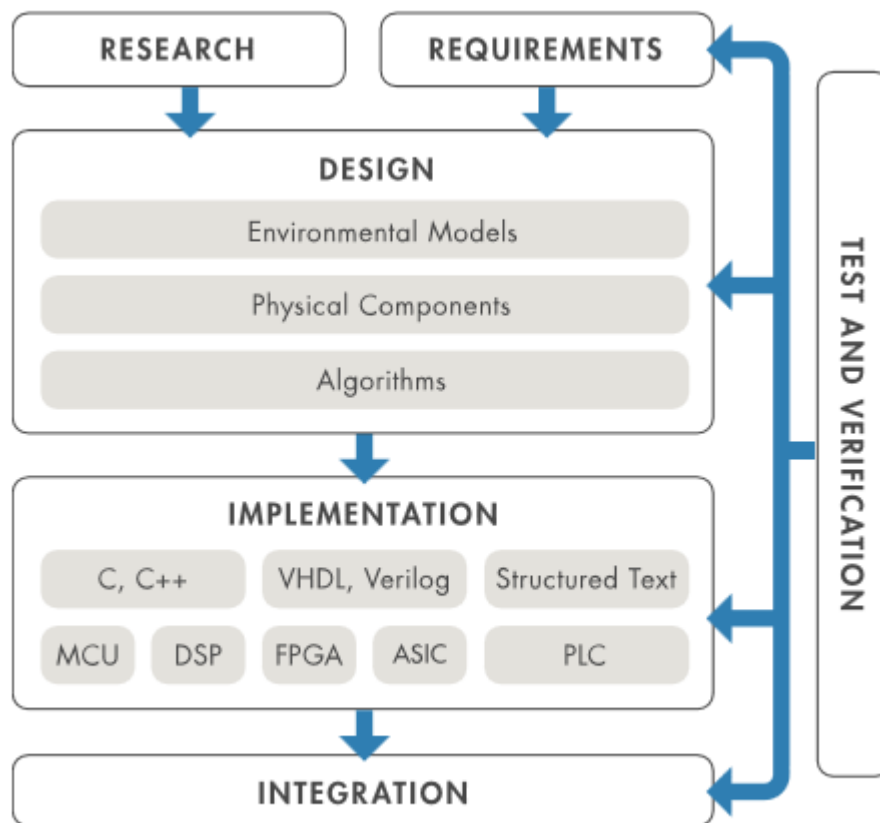 RESEARCH
REQUIREMENTS
DESIGN
Environmental Models
Physical Components
Algorithms
IMPLEMENTATION
C, C++
VHDL, Verilog
Structured Text
MCU
DSP
FPGA
ASIC
PLC
INTEGRATION
TEST AND VERIFICATION